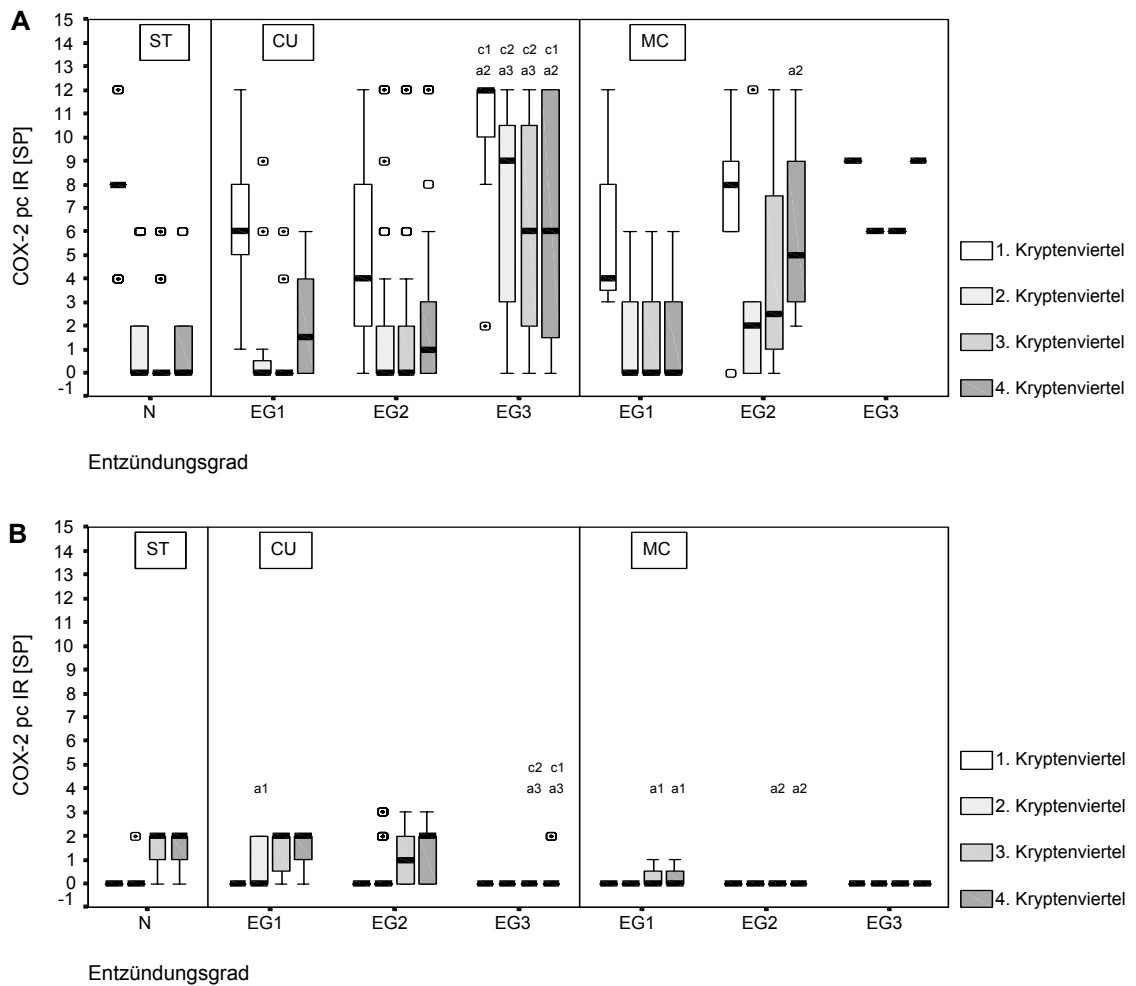 A
ST
CU
MC
COX-2 pc IR [SP]
15
14
13
12
11
10
9
8
7
6
5
4
3
2
1
0
-1
c1 c2 c2 c1
a2 a3 a3 a2
a2
N EG1 EG2 EG3 EG1 EG2 EG3
Entzündungsgrad
1. Kryptenviertel
2. Kryptenviertel
3. Kryptenviertel
4. Kryptenviertel
B
ST
CU
MC
COX-2 pc IR [SP]
15
14
13
12
11
10
9
8
7
6
5
4
3
2
1
0
-1
a1
c2 c1
a3 a3
a1 a1
a2 a2
N EG1 EG2 EG3 EG1 EG2 EG3
Entzündungsgrad
1. Kryptenviertel
2. Kryptenviertel
3. Kryptenviertel
4. Kryptenviertel